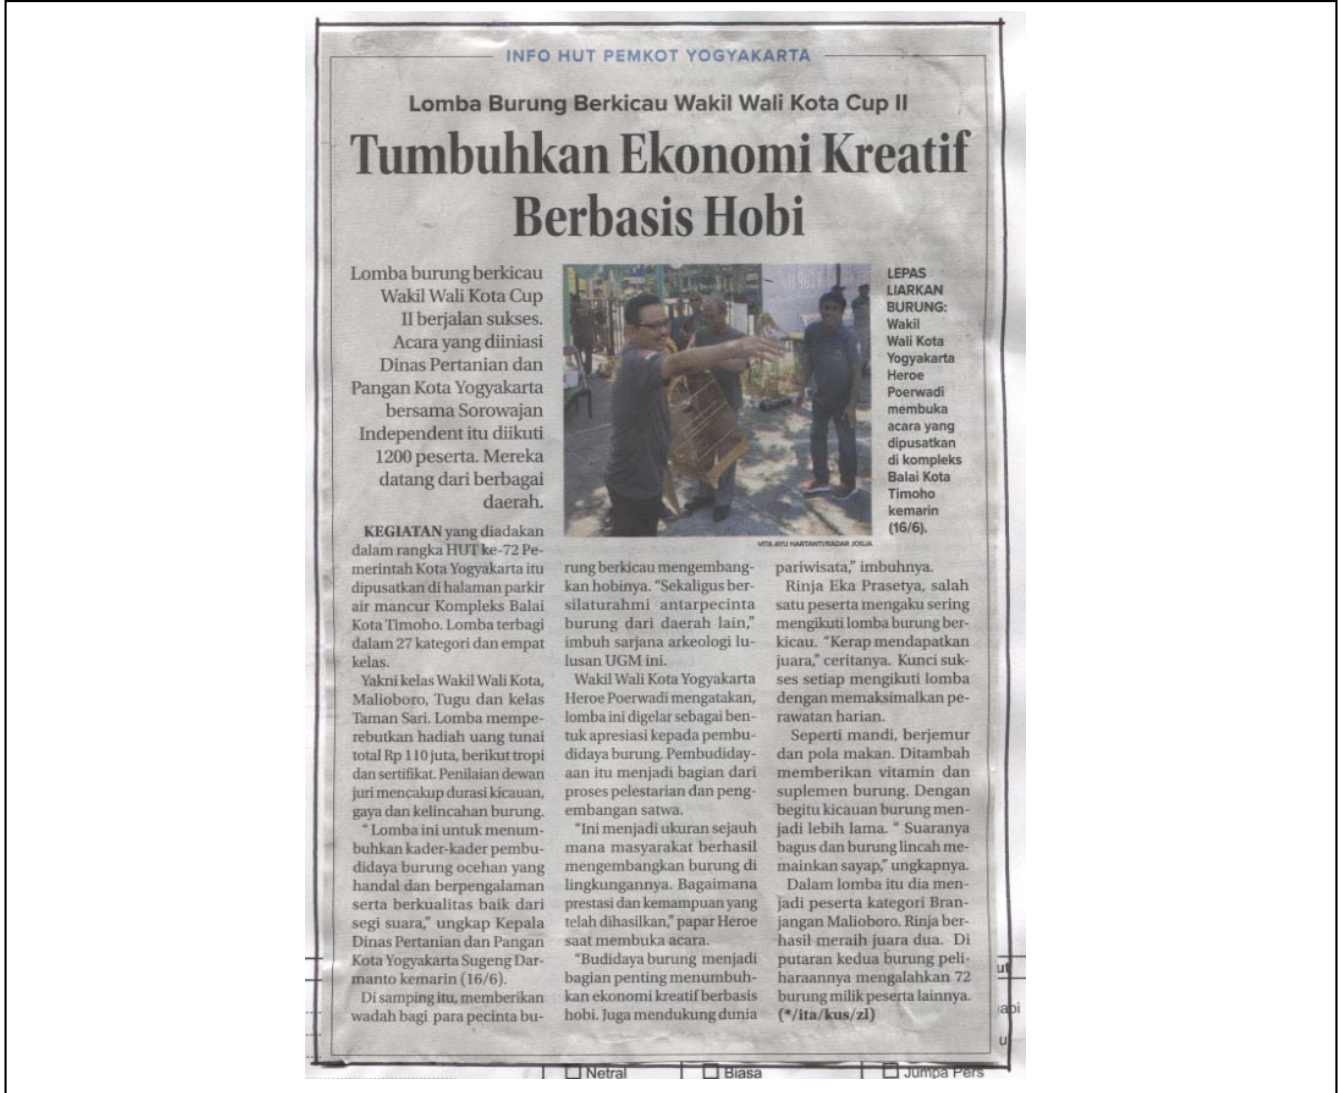 INFO HUT PEMKOT YOGYAKARTA
Lomba Burung Berkicau Wakil Wali Kota Cup II
Tumbuhkan Ekonomi Kreatif
Berbasis Hobi
Lomba burung berkicau
Wakil Wali Kota Cup
II berjalan sukses.
Acara yang diiniasi
Dinas Pertanian dan
Pangan Kota Yogyakarta
bersama Sorowajan
Independent itu diikuti
1200 peserta. Mereka
datang dari berbagai
daerah.
LEPAS
LIARKAN
BURUNG:
Wakil
Wali Kota
Yogyakarta
Heroe
Poerwadi
membuka
acara yang
dipusatkan
di kompleks
Balai Kota
Timoho
kemarin
(16/6).
VITA AYU HARTANTI/RADAR JOGJA
KEGIATAN yang diadakan
dalam rangka HUT ke-72 Pe-
merintah Kota Yogyakarta itu
dipusatkan di halaman parkir
air mancur Kompleks Balai
Kota Timoho. Lomba terbagi
dalam 27 kategori dan empat
kelas.
Yakni kelas Wakil Wali Kota,
Malioboro, Tugu dan kelas
Taman Sari. Lomba mempe-
rebutkan hadiah uang tunai
total Rp 110 juta, berikut tropi
dan sertifikat. Penilaian dewan
juri mencakup durasi kicauan,
gaya dan kelincahan burung.
" Lomba ini untuk menum-
buhkan kader-kader pembu-
didaya burung ocehan yang
handal dan berpengalaman
serta berkualitas baik dari
segi suara," ungkap Kepala
Dinas Pertanian dan Pangan
Kota Yogyakarta Sugeng Dar-
manto kemarin (16/6).
Di samping itu, memberikan
wadah bagi para pecinta bu-
rung berkicau mengembang-
kan hobinya. "Sekaligus ber-
silaturahmi antarpecinta
burung dari daerah lain,"
imbuh sarjana arkeologi lu-
lusan UGM ini.
Wakil Wali Kota Yogyakarta
Heroe Poerwadi mengatakan,
lomba ini digelar sebagai ben-
tuk apresiasi kepada pembu-
didaya burung. Pembudiday-
aan itu menjadi bagian dari
proses pelestarian dan peng-
embangan satwa.
"Ini menjadi ukuran sejauh
mana masyarakat berhasil
mengembangkan burung di
lingkungannya. Bagaimana
prestasi dan kemampuan yang
telah dihasilkan," papar Heroe
saat membuka acara.
"Budidaya burung menjadi
bagian penting menumbuh-
kan ekonomi kreatif berbasis
hobi. Juga mendukung dunia
pariwisata," imbuhnya.
Rinja Eka Prasetya, salah
satu peserta mengaku sering
mengikuti lomba burung ber-
kicau. "Kerap mendapatkan
juara," ceritanya. Kunci suk-
ses setiap mengikuti lomba
dengan memaksimalkan pe-
rawatan harian.
Seperti mandi, berjemur
dan pola makan. Ditambah
memberikan vitamin dan
suplemen burung. Dengan
begitu kicauan burung men-
jadi lebih lama. " Suaranya
bagus dan burung lincah me-
mainkan sayap," ungkapnya.
Dalam lomba itu dia men-
jadi peserta kategori Bran-
jangan Malioboro. Rinja ber-
hasil meraih juara dua. Di
putaran kedua burung peli-
haraannya mengalahkan 72
burung milik peserta lainnya.
(*/ita/kus/zl)
Netral
Biasa
Jumpa Pers